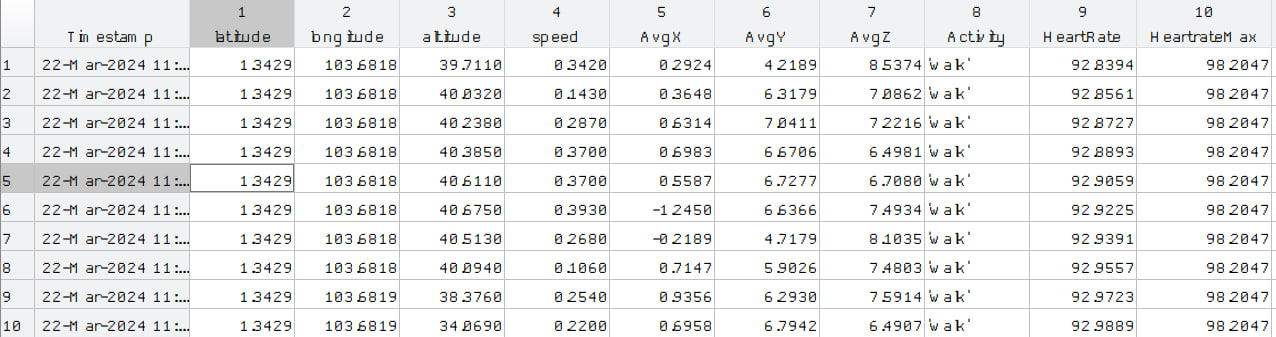 1 2 3 4 5 6 7 8 9 10
Timestamp latitude longitude altitude speed AvgX AvgY AvgZ Activity HeartRate HeartrateMax
1 22-Mar-2024 11:... 1.3429 103.6818 39.7110 0.3420 0.2924 4.2189 8.5374 'walk' 92.8394 98.2047
2 22-Mar-2024 11:... 1.3429 103.6818 40.0320 0.1430 0.3648 6.3179 7.0862 'walk' 92.8561 98.2047
3 22-Mar-2024 11:... 1.3429 103.6818 40.2380 0.2870 0.6314 7.0411 7.2216 'walk' 92.8727 98.2047
4 22-Mar-2024 11:... 1.3429 103.6818 40.3850 0.3700 0.6983 6.6706 6.4981 'walk' 92.8893 98.2047
5 22-Mar-2024 11:... 1.3429 103.6818 40.6110 0.3700 0.5587 6.7277 6.7080 'walk' 92.9059 98.2047
6 22-Mar-2024 11:... 1.3429 103.6818 40.6750 0.3930 -1.2450 6.6366 7.4934 'walk' 92.9225 98.2047
7 22-Mar-2024 11:... 1.3429 103.6818 40.5130 0.2680 -0.2189 4.7179 8.1035 'walk' 92.9391 98.2047
8 22-Mar-2024 11:... 1.3429 103.6818 40.0940 0.1060 0.7147 5.9026 7.4803 'walk' 92.9557 98.2047
9 22-Mar-2024 11:... 1.3429 103.6819 38.3760 0.2540 0.9356 6.2930 7.5914 'walk' 92.9723 98.2047
10 22-Mar-2024 11:... 1.3429 103.6819 34.0690 0.2200 0.6958 6.7942 6.4907 'walk' 92.9889 98.2047